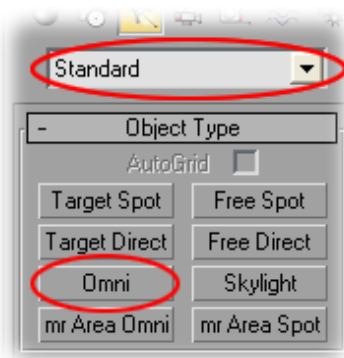 Standard
- Object Type
AutoGrid
Target Spot Free Spot
Target Direct Free Direct
Omni Skylight
mr Area Omni mr Area Spot